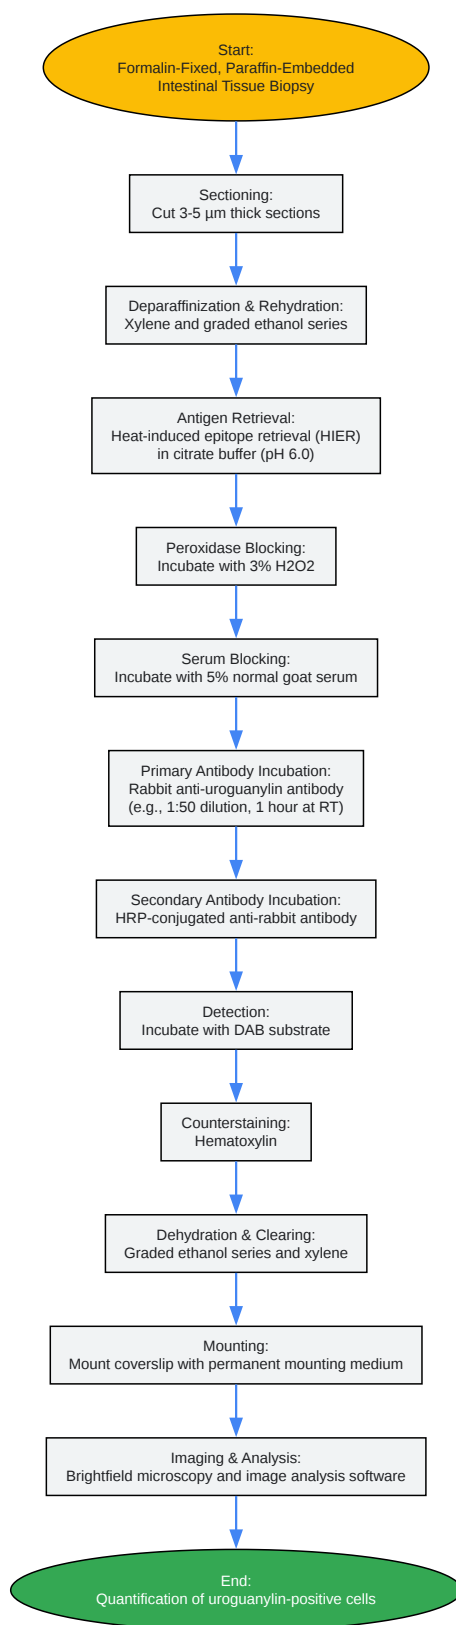 Start:
Formalin-Fixed, Paraffin-Embedded
Intestinal Tissue Biopsy
Sectioning:
Cut 3-5 µm thick sections
Deparaffinization & Rehydration:
Xylene and graded ethanol series
Antigen Retrieval:
Heat-induced epitope retrieval (HIER)
in citrate buffer (pH 6.0)
Peroxidase Blocking:
Incubate with 3% H2O2
Serum Blocking:
Incubate with 5% normal goat serum
Primary Antibody Incubation:
Rabbit anti-uroguanylin antibody
(e.g., 1:50 dilution, 1 hour at RT)
Secondary Antibody Incubation:
HRP-conjugated anti-rabbit antibody
Detection:
Incubate with DAB substrate
Counterstaining:
Hematoxylin
Dehydration & Clearing:
Graded ethanol series and xylene
Mounting:
Mount coverslip with permanent mounting medium
Imaging & Analysis:
Brightfield microscopy and image analysis software
End:
Quantification of uroguanylin-positive cells